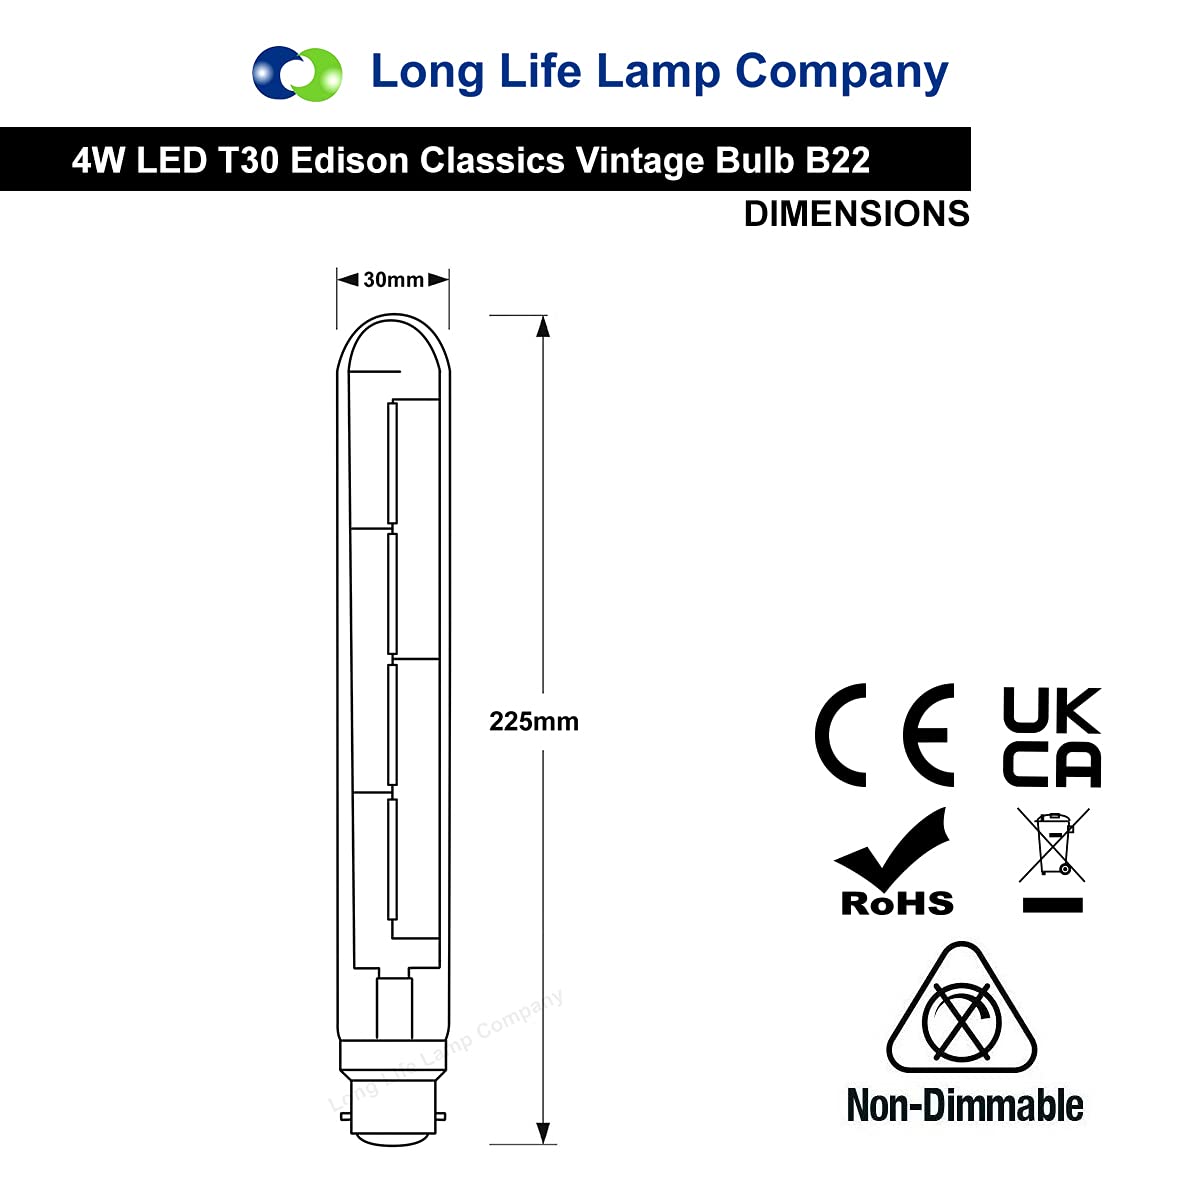 Long Life Lamp Company
4W LED T30 Edison Classics Vintage Bulb B22
DIMENSIONS
30mm
225mm
CE
UK
CA
RoHS
Long Life Lamp Company
Non-Dimmable